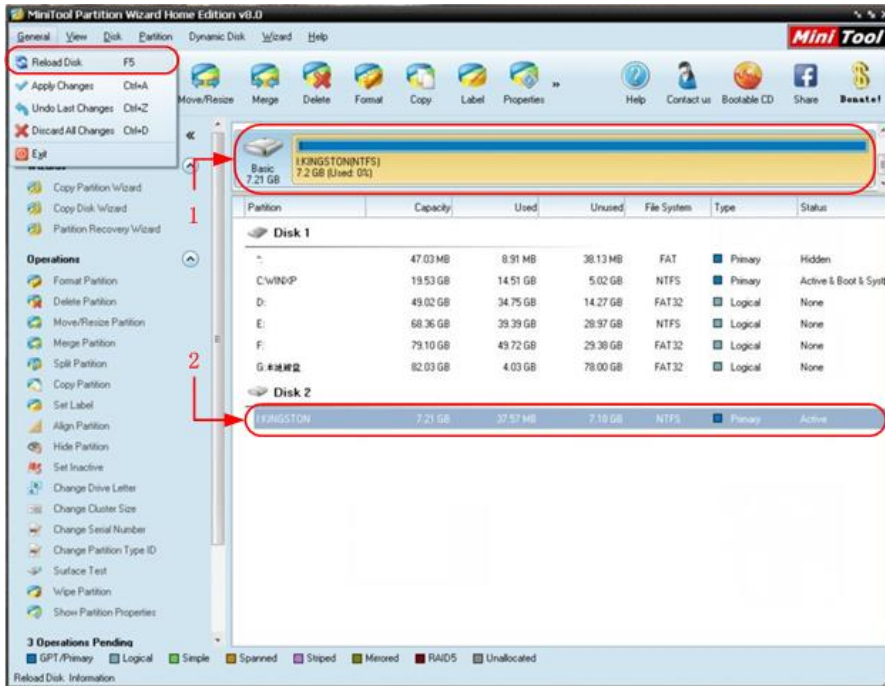 MiniTool Partition Wizard Home Edition v8.0
General View Disk Partition Dynamic Disk Wizard Help
Mini Tool
Reload Disk F5
Apply Changes Ctrl+A
Undo Last Changes Ctrl+Z
Discard All Changes Ctrl+D
Exit
Move/Resize Merge Delete Format Copy Label Properties » Help Contact us Bootable CD Share Donate!
«
1
Basic
7.21 GB
I:KINGSTON(NTFS)
7.2 GB (Used: 0%)
Copy Partition Wizard
Copy Disk Wizard
Partition Recovery Wizard
Operations
Format Partition
Delete Partition
Move/Resize Partition
Merge Partition
Split Partition
Copy Partition
Set Label
Align Partition
Hide Partition
Set Inactive
Change Drive Letter
Change Cluster Size
Change Serial Number
Change Partition Type ID
Surface Test
Wipe Partition
Show Partition Properties
3 Operations Pending
2
Partition Capacity Used Unused File System Type Status
Disk 1
*: 47.03 MB 8.91 MB 38.13 MB FAT Primary Hidden
C:WINXP 19.53 GB 14.51 GB 5.02 GB NTFS Primary Active & Boot & Syst
D: 49.02 GB 34.75 GB 14.27 GB FAT32 Logical None
E: 68.36 GB 39.39 GB 28.97 GB NTFS Logical None
F: 79.10 GB 49.72 GB 29.38 GB FAT32 Logical None
G:本地磁盘 82.03 GB 4.03 GB 78.00 GB FAT32 Logical None
Disk 2
I:KINGSTON 7.21 GB 37.57 MB 7.18 GB NTFS Primary Active
GPT/Primary Logical Simple Spanned Striped Mirrored RAID5 Unallocated
Reload Disk Information